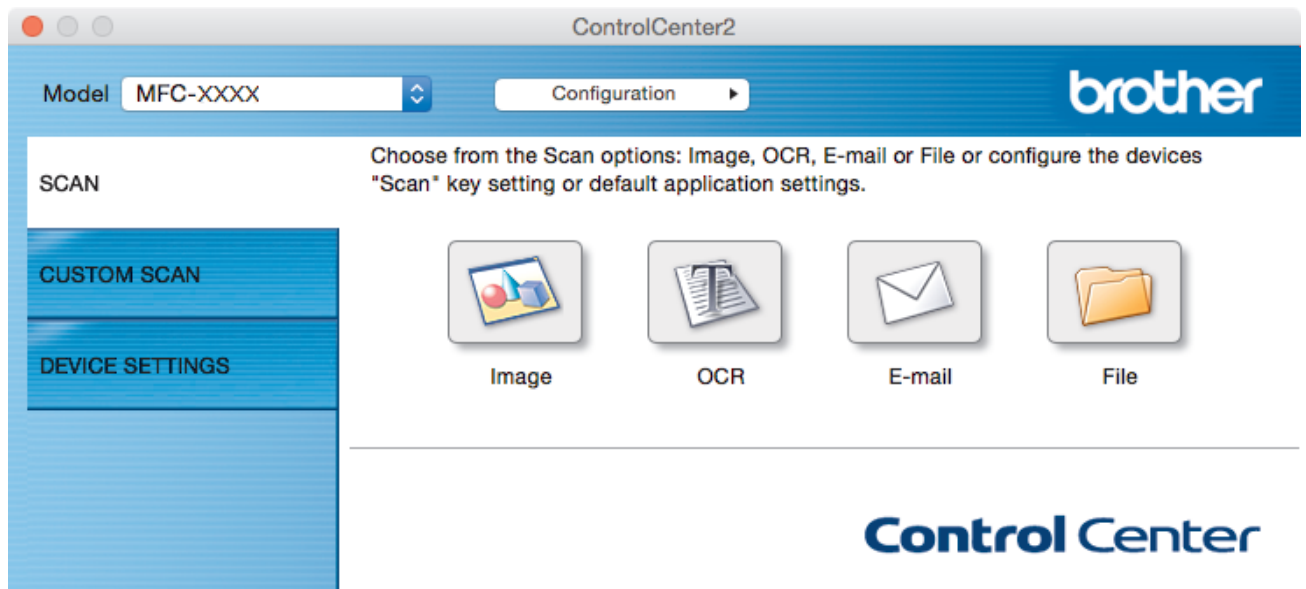 ControlCenter2
Model MFC-XXXX Configuration brother
SCAN
Choose from the Scan options: Image, OCR, E-mail or File or configure the devices
"Scan" key setting or default application settings.
CUSTOM SCAN
DEVICE SETTINGS
Image OCR E-mail File
Control Center